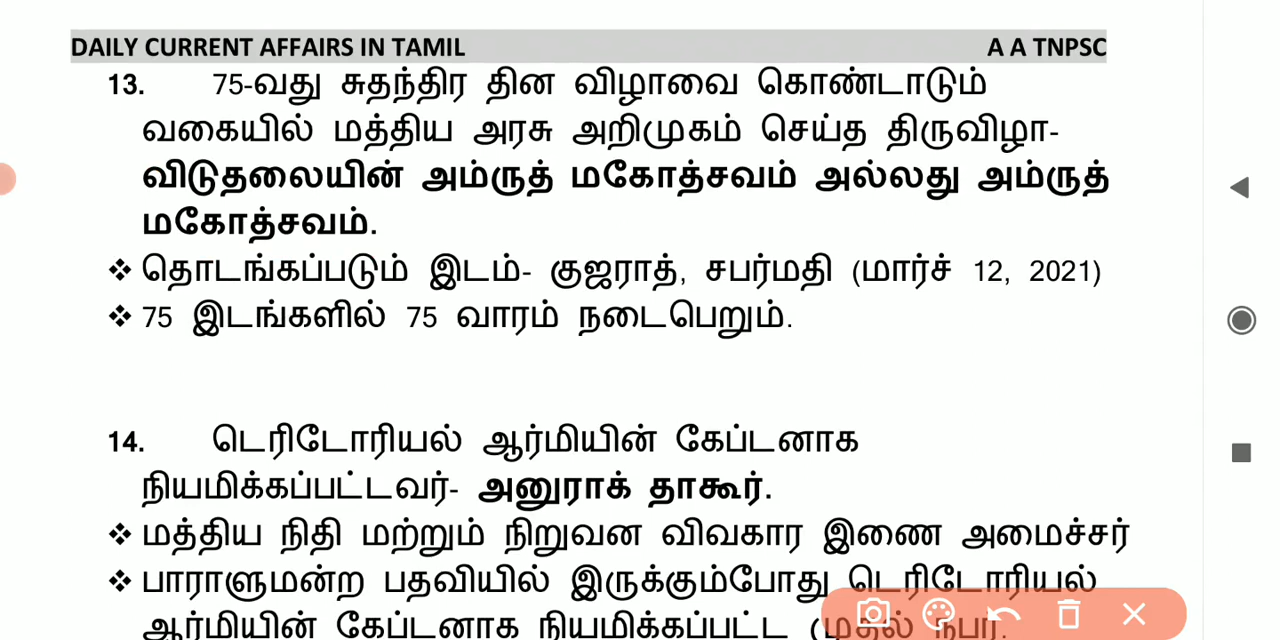 DAILY CURRENT AFFAIRS IN TAMIL A A TNPSC
13. 75-வது சுதந்திர தின விழாவை கொண்டாடும்
வகையில் மத்திய அரசு அறிமுகம் செய்த திருவிழா-
விடுதலையின் அம்ருத் மகோத்சவம் அல்லது அம்ருத்
மகோத்சவம்.
❖ தொடங்கப்படும் இடம்- குஜராத், சபர்மதி (மார்ச் 12, 2021)
❖ 75 இடங்களில் 75 வாரம் நடைபெறும்.
14. டெரிடோரியல் ஆர்மியின் கேப்டனாக
நியமிக்கப்பட்டவர்- அனுராக் தாகூர்.
❖ மத்திய நிதி மற்றும் நிறுவன விவகார இணை அமைச்சர்
❖ பாராளுமன்ற பதவியில் இருக்கும்போது டெரிடோரியல்
ஆர்மியின் கேப்டனாக நியமிக்கப்பட்ட முதல் நபர்.